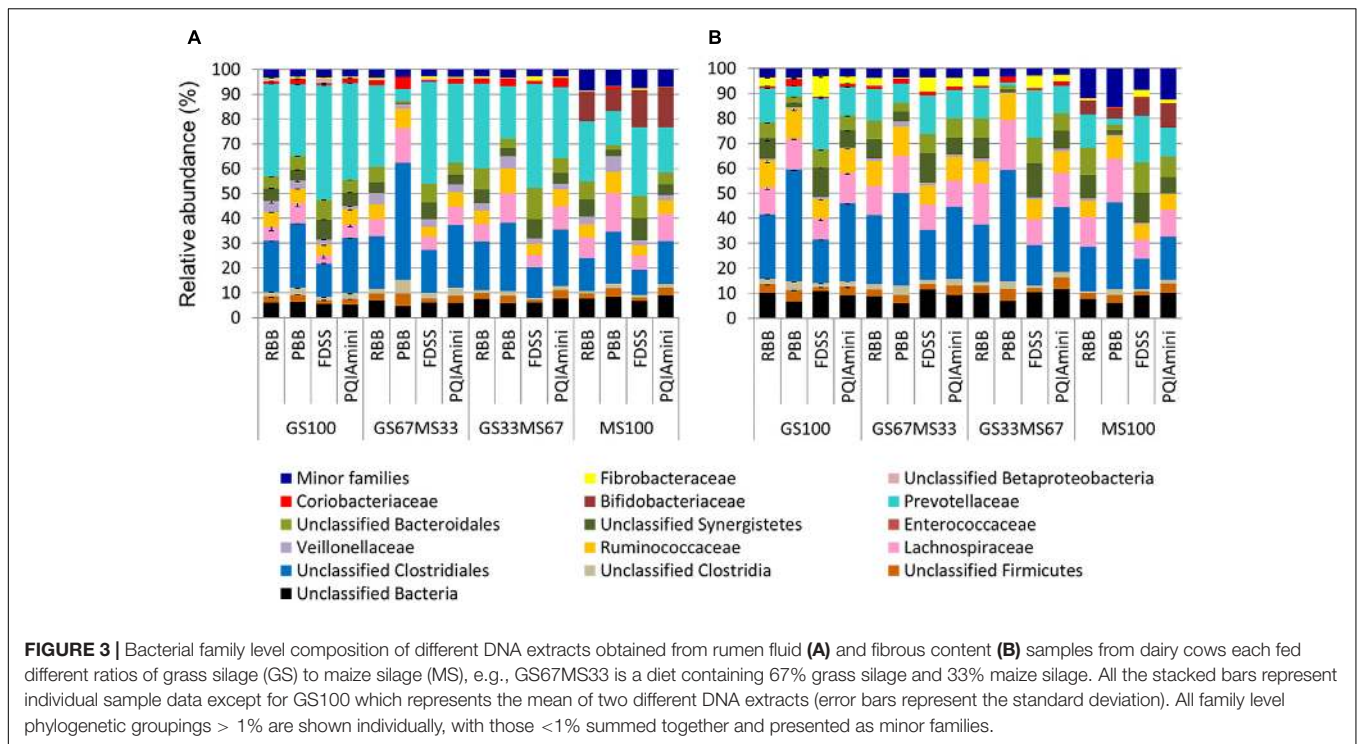 A
B
Relative abundance (%)
100
90
80
70
60
50
40
30
20
10
0
RBB PBB FDSS PQIAmini RBB PBB FDSS PQIAmini RBB PBB FDSS PQIAmini RBB PBB FDSS PQIAmini
GS100 GS67MS33 GS33MS67 MS100
100
90
80
70
60
50
40
30
20
10
0
RBB PBB FDSS PQIAmini RBB PBB FDSS PQIAmini RBB PBB FDSS PQIAmini RBB PBB FDSS PQIAmini
GS100 GS67MS33 GS33MS67 MS100
Minor families Fibrobacteraceae Unclassified Betaproteobacteria
Coriobacteriaceae Bifidobacteriaceae Prevotellaceae
Unclassified Bacteroidales Unclassified Synergistetes Enterococcaceae
Veillonellaceae Ruminococcaceae Lachnospiraceae
Unclassified Clostridiales Unclassified Clostridia Unclassified Firmicutes
Unclassified Bacteria
FIGURE 3 | Bacterial family level composition of different DNA extracts obtained from rumen fluid (A) and fibrous content (B) samples from dairy cows each fed
different ratios of grass silage (GS) to maize silage (MS), e.g., GS67MS33 is a diet containing 67% grass silage and 33% maize silage. All the stacked bars represent
individual sample data except for GS100 which represents the mean of two different DNA extracts (error bars represent the standard deviation). All family level
phylogenetic groupings > 1% are shown individually, with those <1% summed together and presented as minor families.